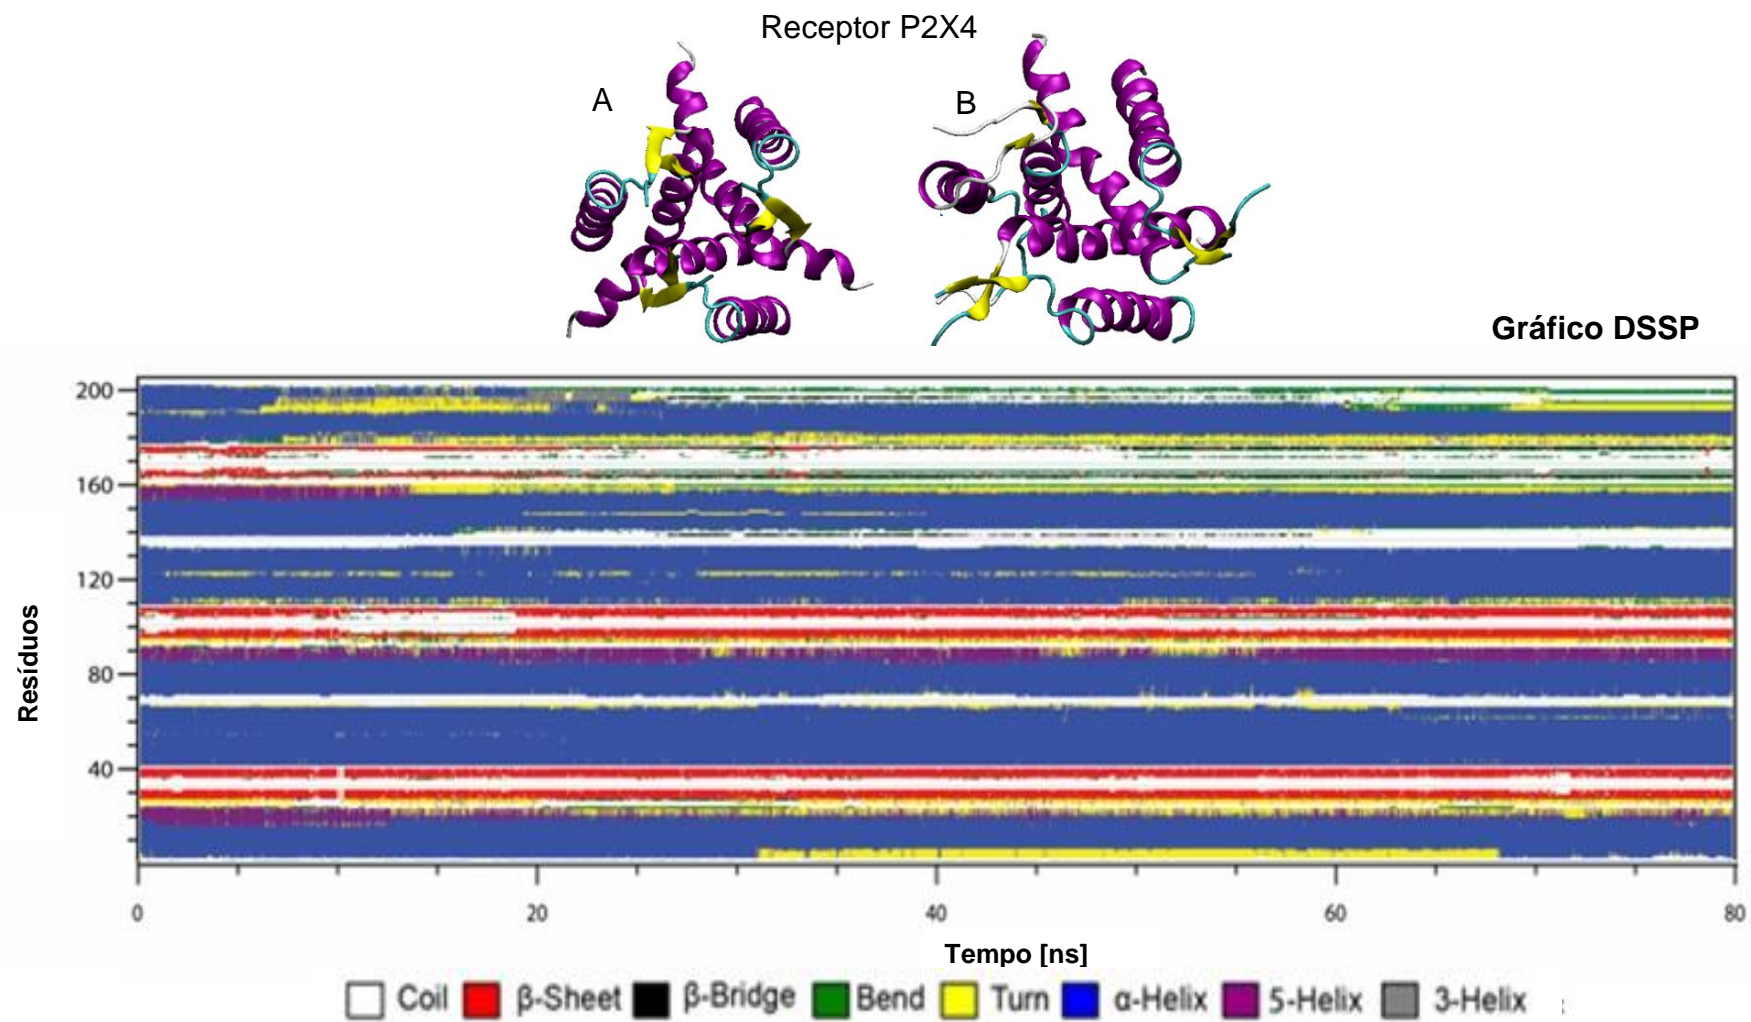 Receptor P2X4
A
B
Gráfico DSSP
200
160
120
80
40
Resíduos
0 20 40 60 80
Tempo [ns]
Coil β-Sheet β-Bridge Bend Turn α-Helix 5-Helix 3-Helix